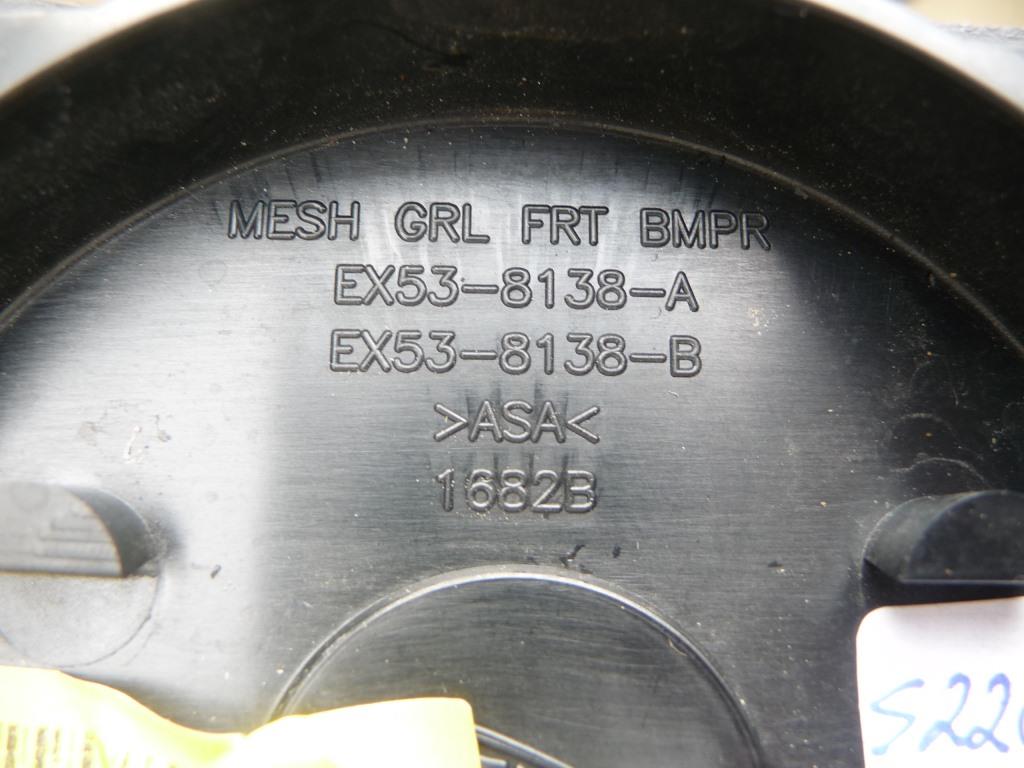 MESH GRL FRT BMPR
EX53-8138-A
EX53-8138-B
>ASA<
1682B